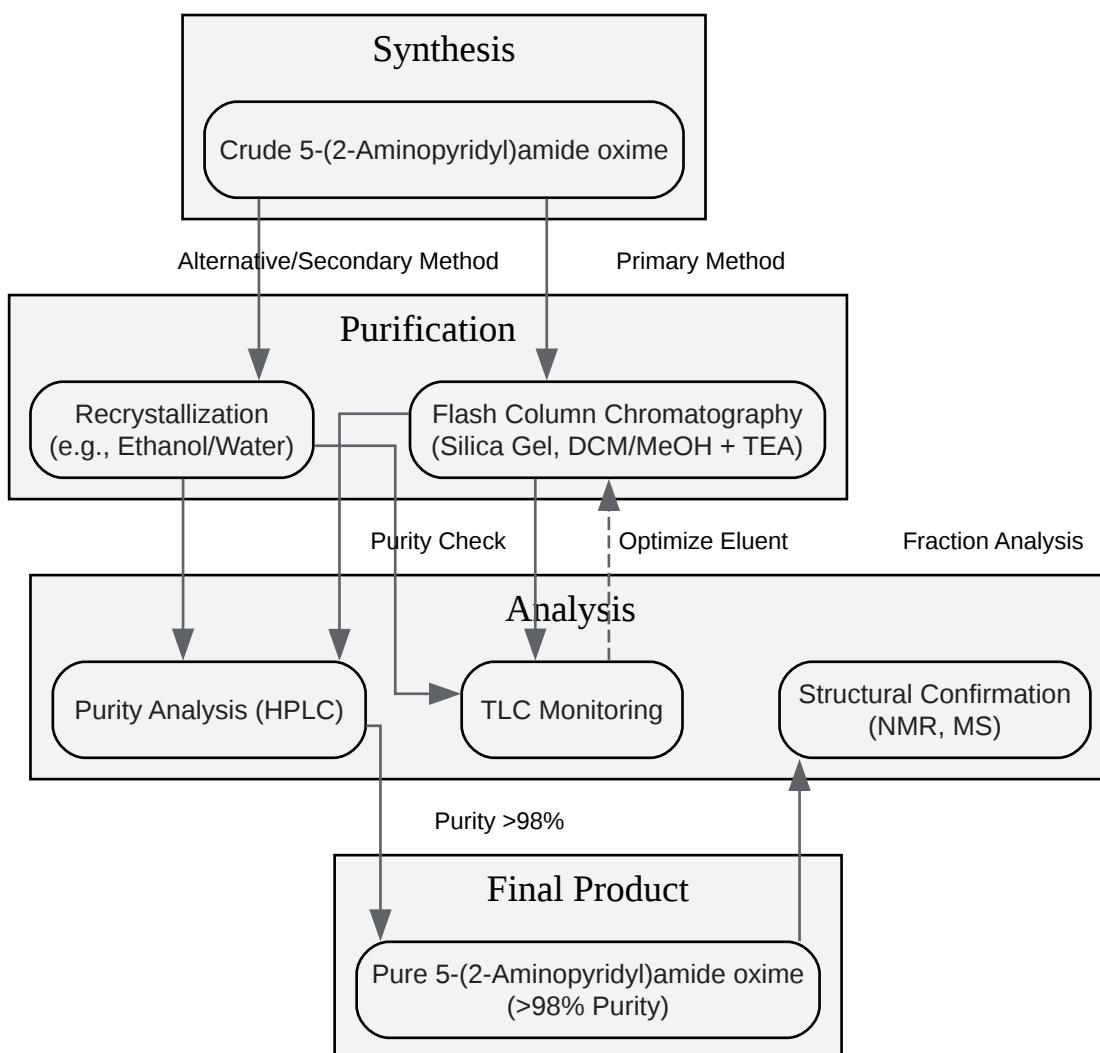 Synthesis
Crude 5-(2-Aminopyridyl)amide oxime
Alternative/Secondary Method
Primary Method
Purification
Recrystallization
(e.g., Ethanol/Water)
Flash Column Chromatography
(Silica Gel, DCM/MeOH + TEA)
Purity Check
Optimize Eluent
Fraction Analysis
Analysis
Purity Analysis (HPLC)
TLC Monitoring
Structural Confirmation
(NMR, MS)
Purity >98%
Final Product
Pure 5-(2-Aminopyridyl)amide oxime
(>98% Purity)